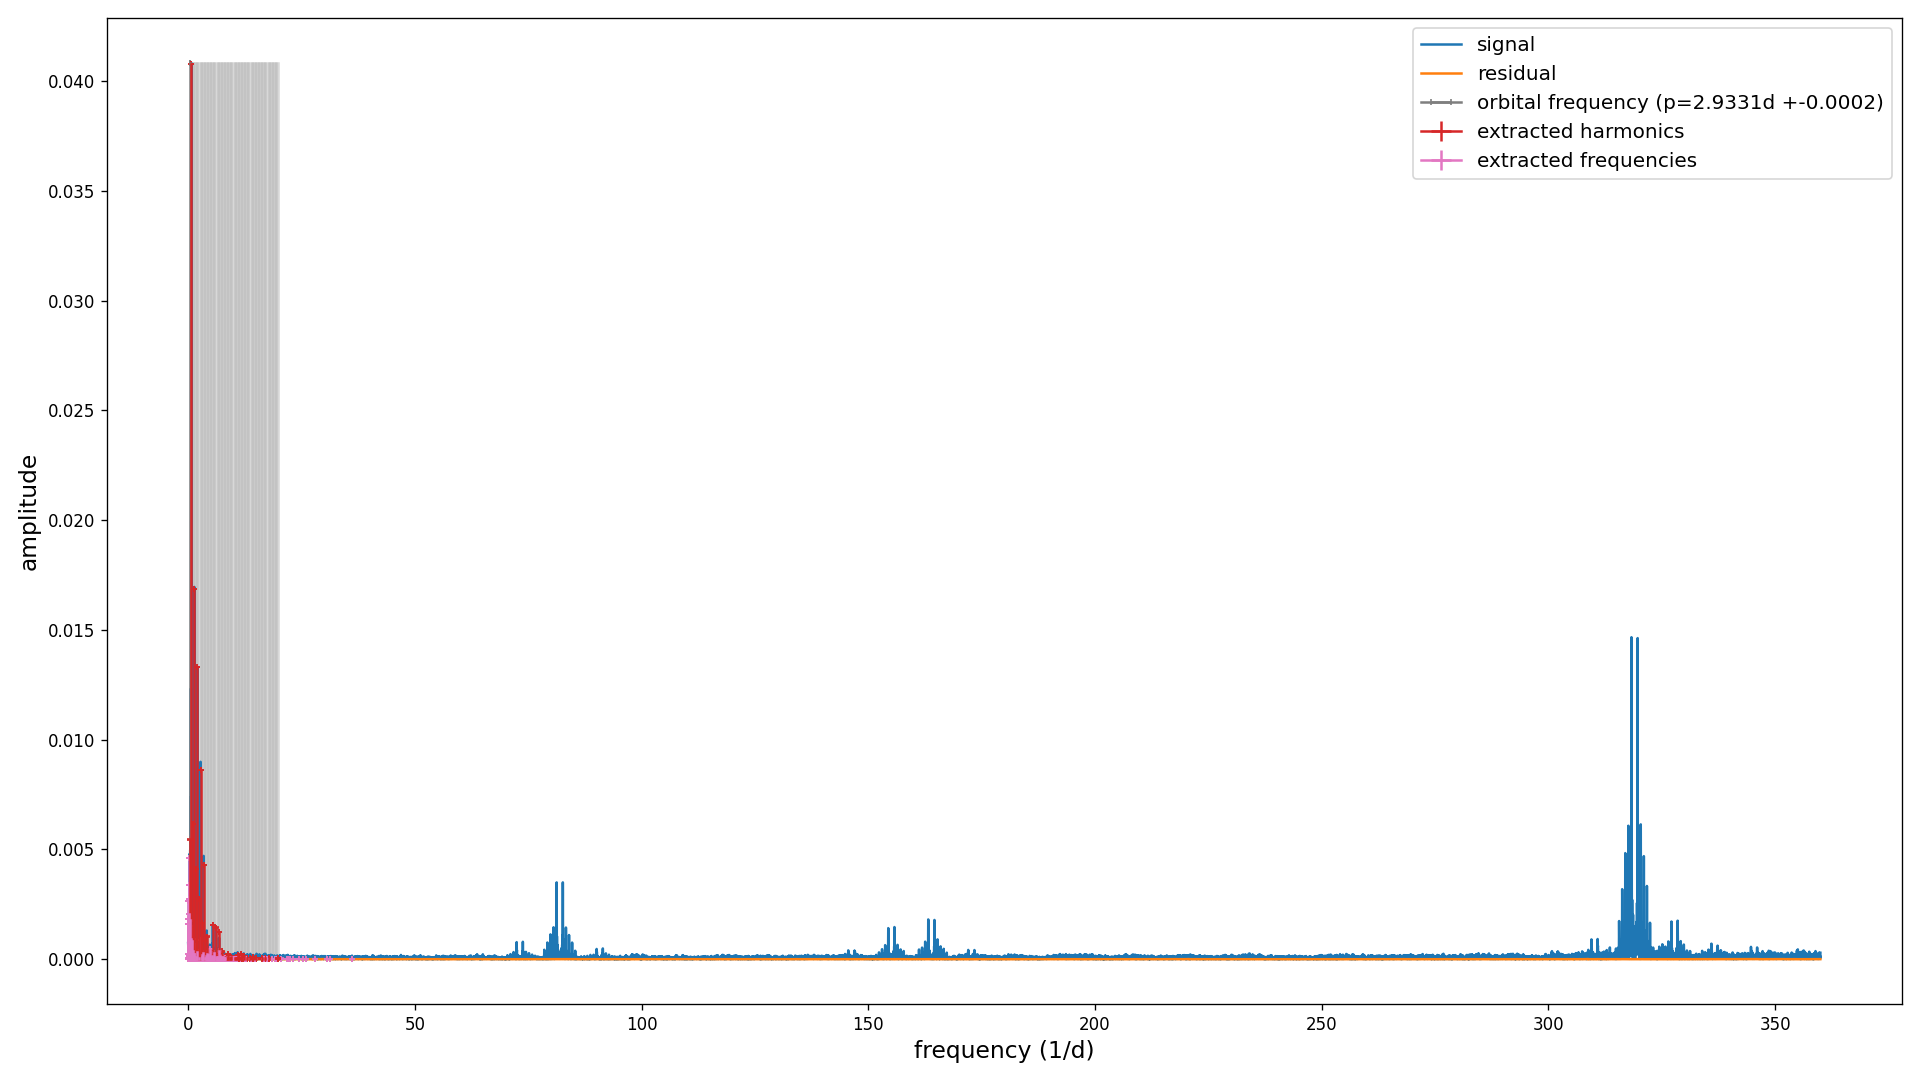 signal
residual
orbital frequency (p=2.9331d +-0.0002)
extracted harmonics
extracted frequencies
0.040
0.035
0.030
0.025
0.020
0.015
0.010
0.005
0.000
amplitude
0 50 100 150 200 250 300 350
frequency (1/d)